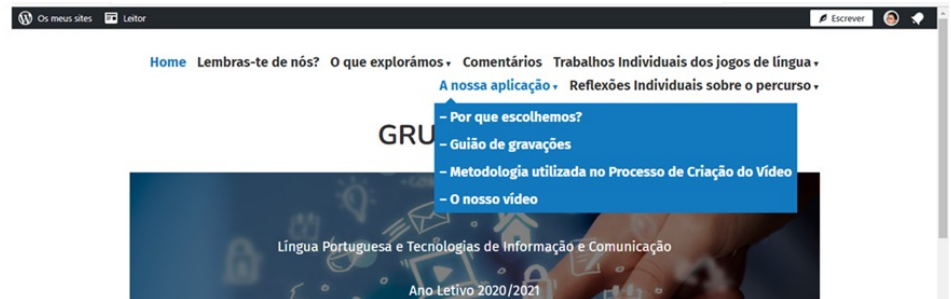 Os meus sites Leitor Escrever
Home Lembras-te de nós? O que explorámos Comentários Trabalhos Individuais dos jogos de língua
A nossa aplicação Reflexões Individuais sobre o percurso
– Por que escolhemos?
GRU
– Guião de gravações
– Metodologia utilizada no Processo de Criação do Vídeo
– O nosso vídeo
Língua Portuguesa e Tecnologias de Informação e Comunicação
Ano Letivo 2020/2021